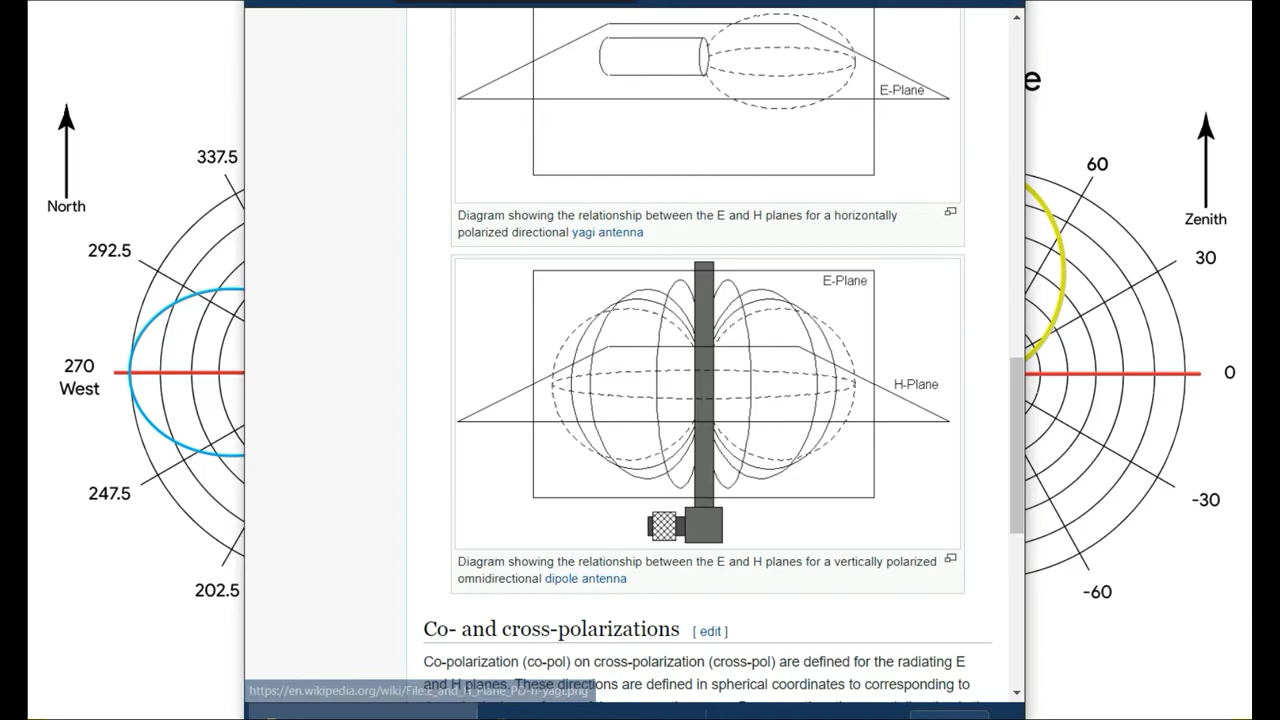 e
North
337.5
292.5
270
West
247.5
202.5
E-Plane
Diagram showing the relationship between the E and H planes for a horizontally
polarized directional yagi antenna
E-Plane
H-Plane
Diagram showing the relationship between the E and H planes for a vertically polarized
omnidirectional dipole antenna
Co- and cross-polarizations [ edit ]
Co-polarization (co-pol) on cross-polarization (cross-pol) are defined for the radiating E
and H planes. These directions are defined in spherical coordinates to corresponding to
https://en.wikipedia.org/wiki/File:E_and_H_Plane_PD-h-yagi.png
60
Zenith
30
0
-30
-60